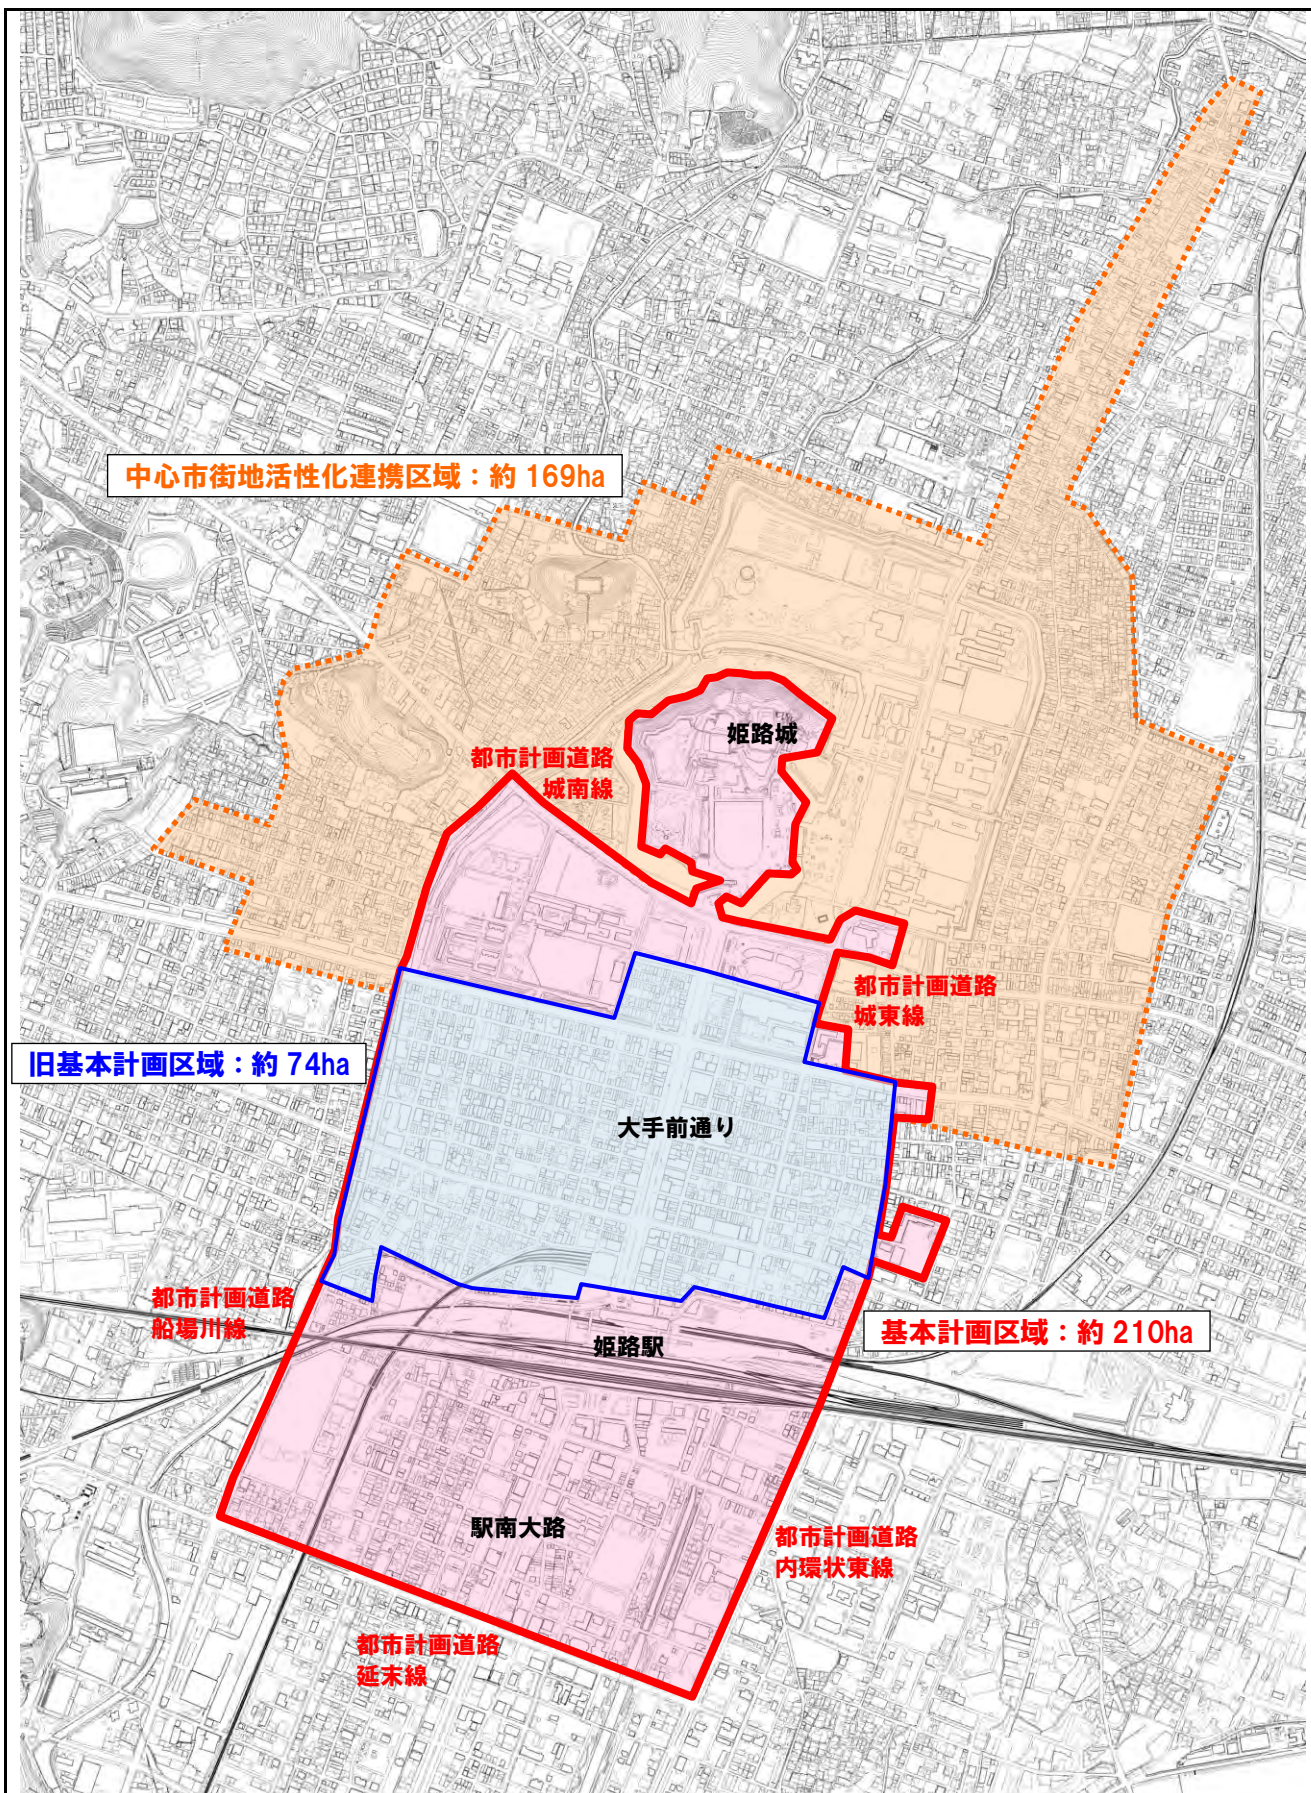 中心市街地活性化連携区域：約 169ha
姫路城
都市計画道路
城南線
都市計画道路
城東線
旧基本計画区域：約 74ha
大手前通り
都市計画道路
船場川線
基本計画区域：約 210ha
姫路駅
駅南大路
都市計画道路
内環状東線
都市計画道路
延末線